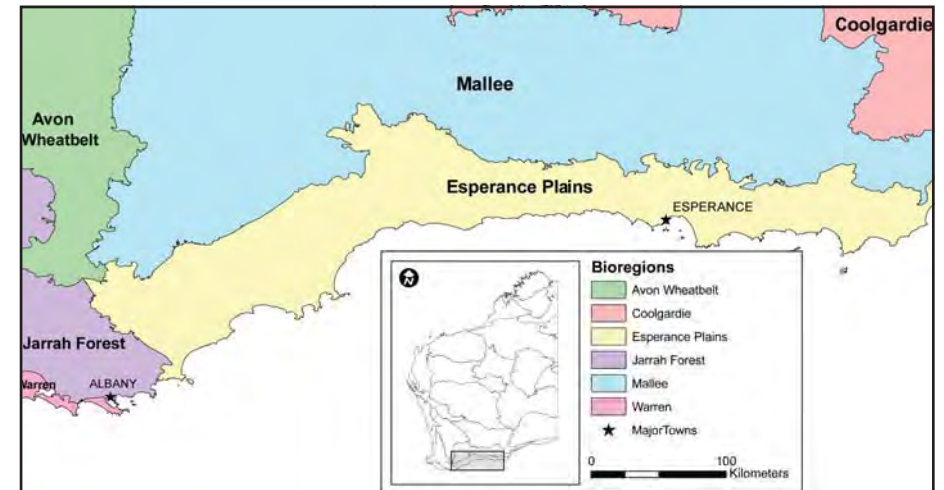 Coolgardie
Mallee
Avon
Wheatbelt
Esperance Plains
ESPERANCE
Jarrah Forest
Warren
ALBANY
N
Bioregions
Avon Wheatbelt
Coolgardie
Esperance Plains
Jarrah Forest
Mallee
Warren
MajorTowns
0
100
Kilometers